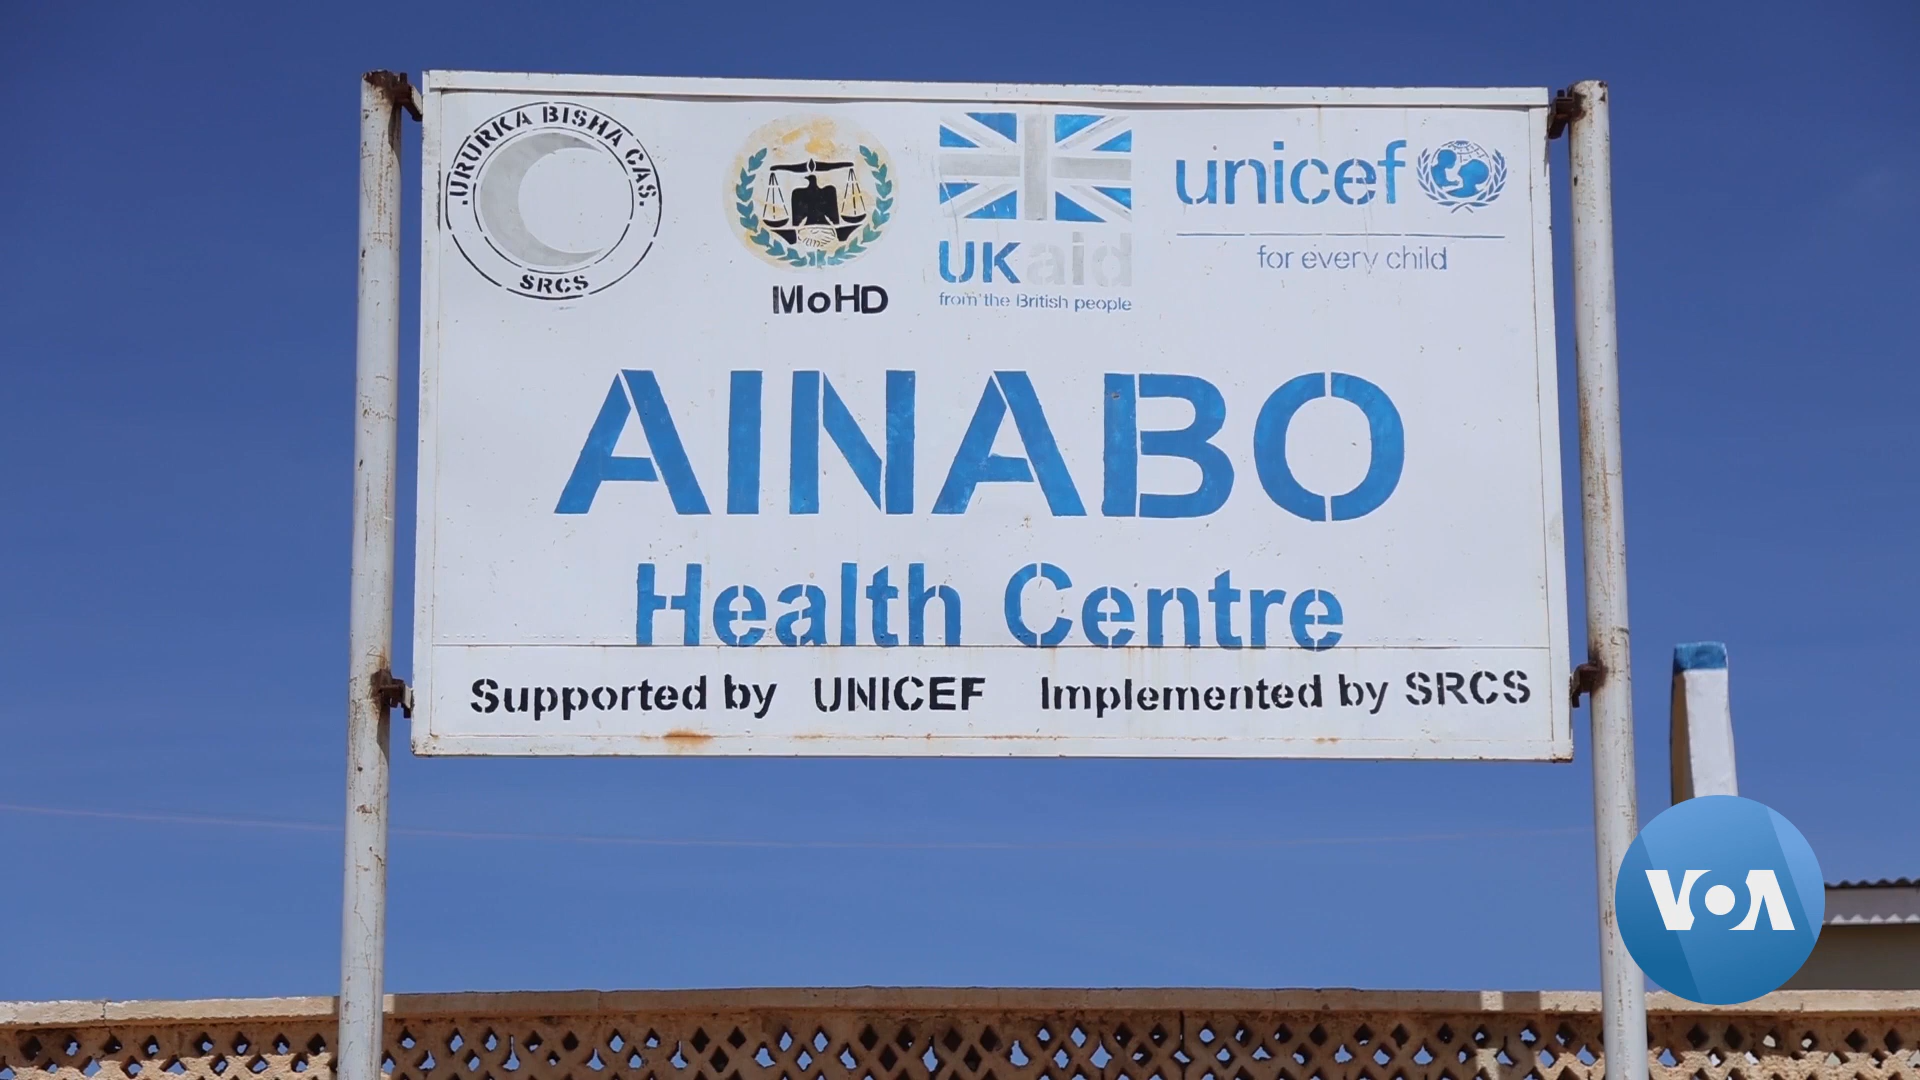 .URURKA BISHA CAS.
SRCS
MoHD
UKaid
from the British people
unicef
for every child
AINABO
Health Centre
Supported by UNICEF Implemented by SRCS
VOA